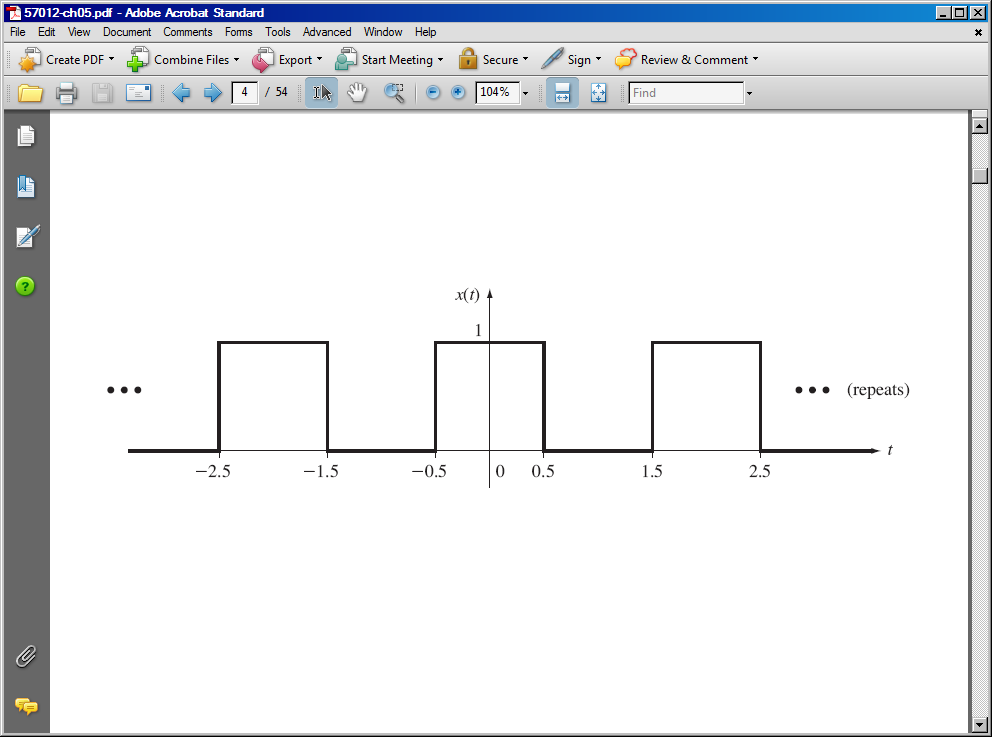 57012-ch05.pdf - Adobe Acrobat Standard
File Edit View Document Comments Forms Tools Advanced Window Help
Create PDF Combine Files Export Start Meeting Secure Sign Review & Comment
4 / 54 104% Find
x(t)
1
••• ••• (repeats)
t
−2.5 −1.5 −0.5 0 0.5 1.5 2.5